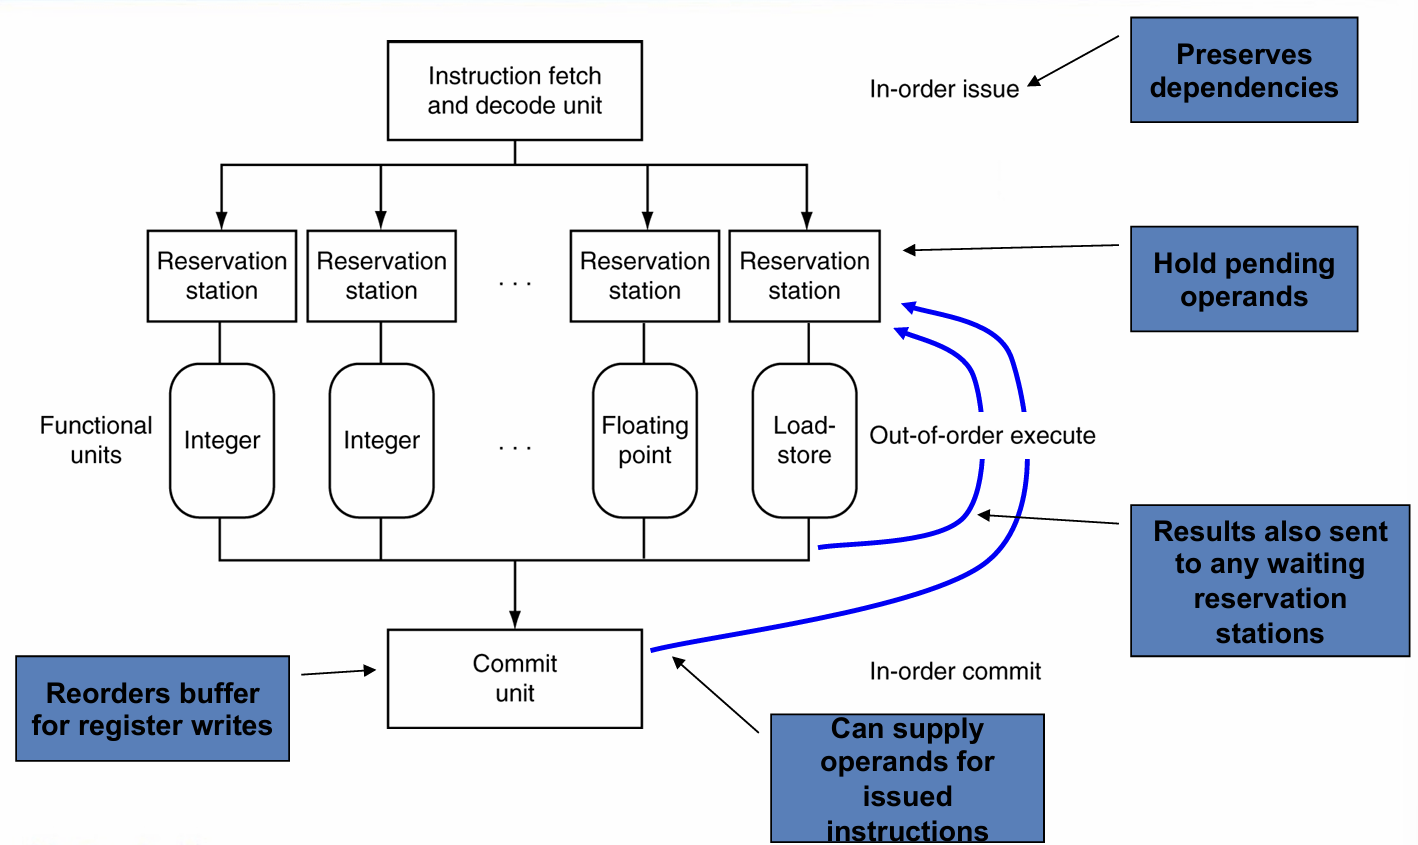 Instruction fetch
and decode unit
In-order issue
Preserves
dependencies
Reservation
station
Reservation
station
. . .
Reservation
station
Reservation
station
Hold pending
operands
Functional
units
Integer
Integer
. . .
Floating
point
Load-
store
Out-of-order execute
Results also sent
to any waiting
reservation
stations
Commit
unit
In-order commit
Reorders buffer
for register writes
Can supply
operands for
issued
instructions